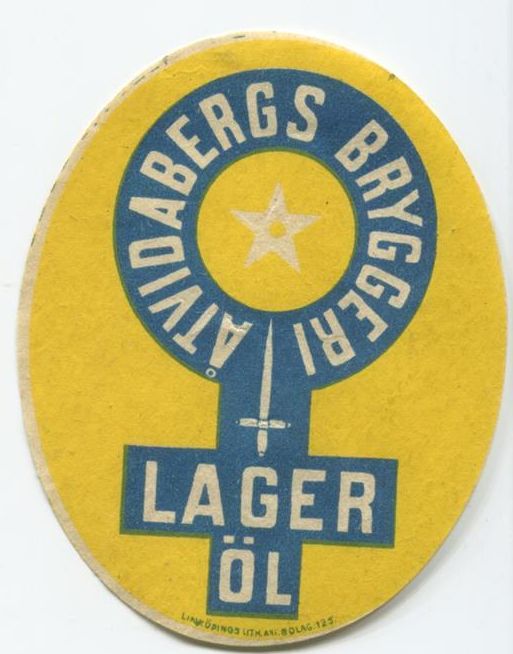 ÅTVIDABERGS BRYGGERI
LAGER
ÖL
LINKÖPINGS LITH. AKT. BOLAG. 125.